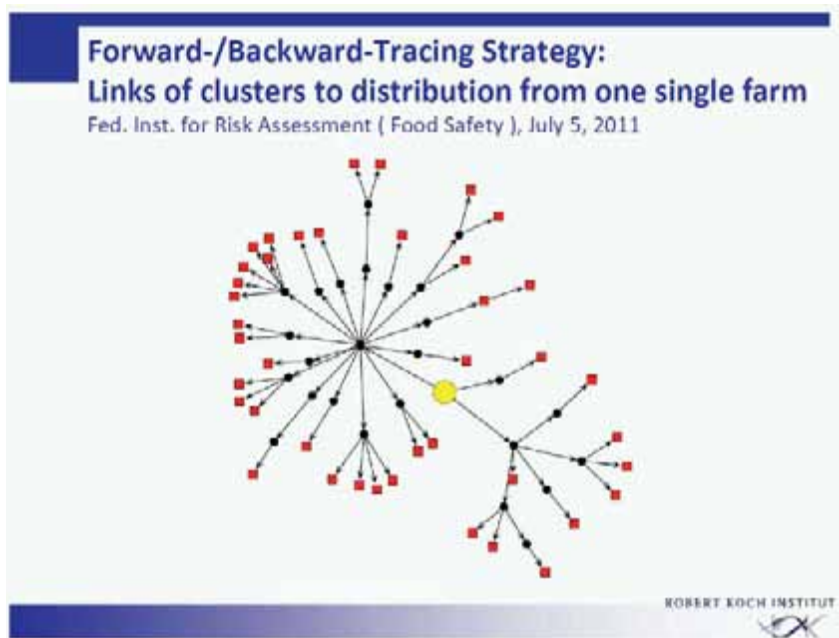 Forward-/Backward-Tracing Strategy:
Links of clusters to distribution from one single farm
Fed. Inst. for Risk Assessment ( Food Safety ), July 5, 2011
ROBERT KOCH INSTITUT